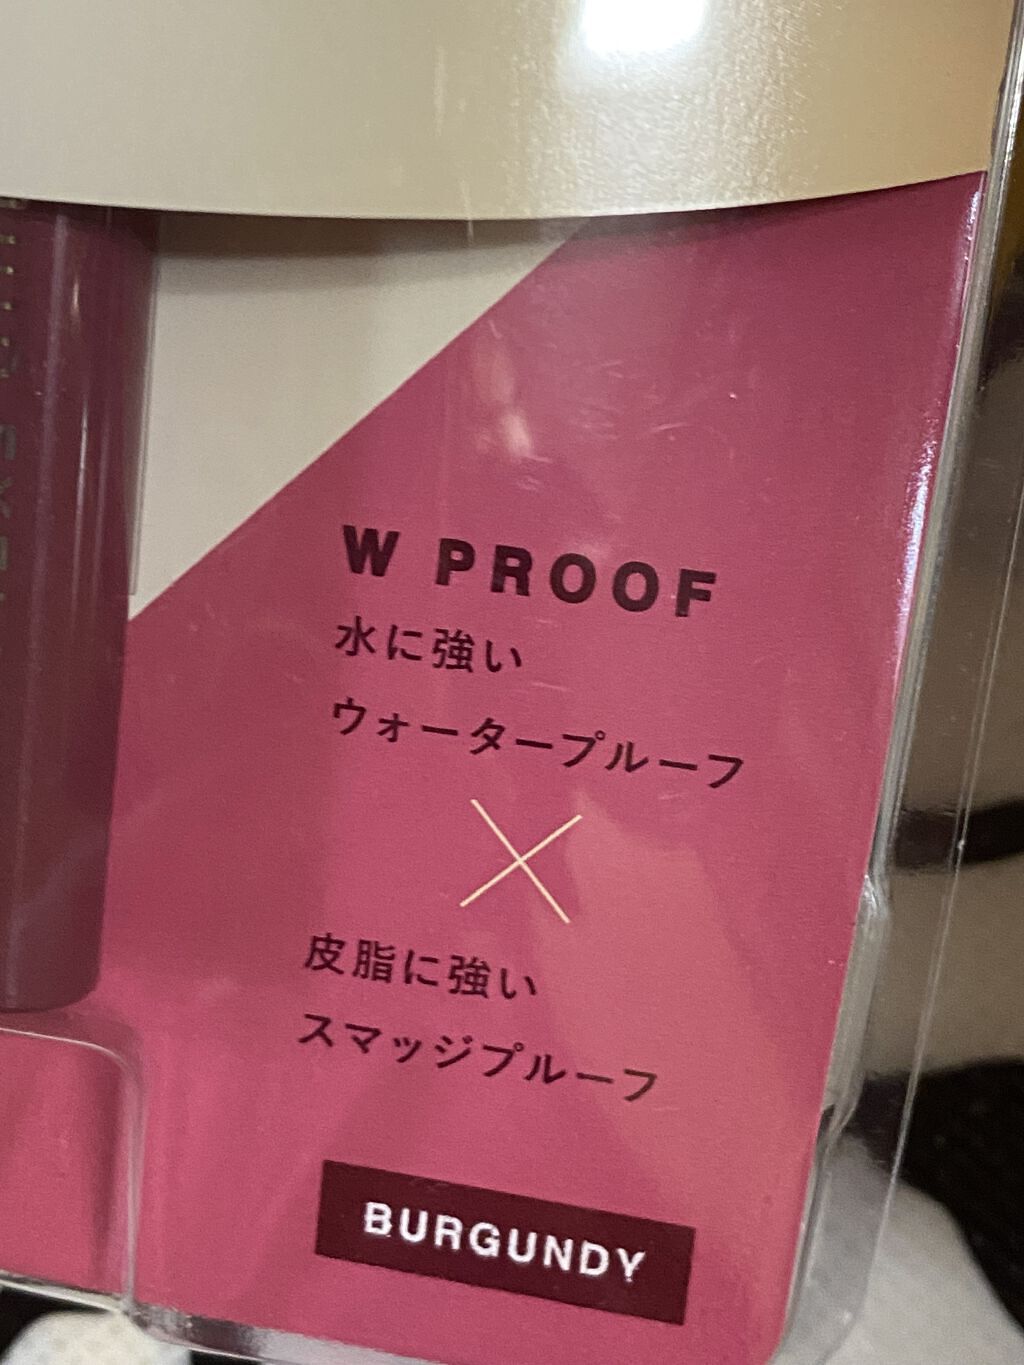 W PROOF
水に強い
ウォータープルーフ
×
皮脂に強い
スマッジプルーフ
BURGUNDY